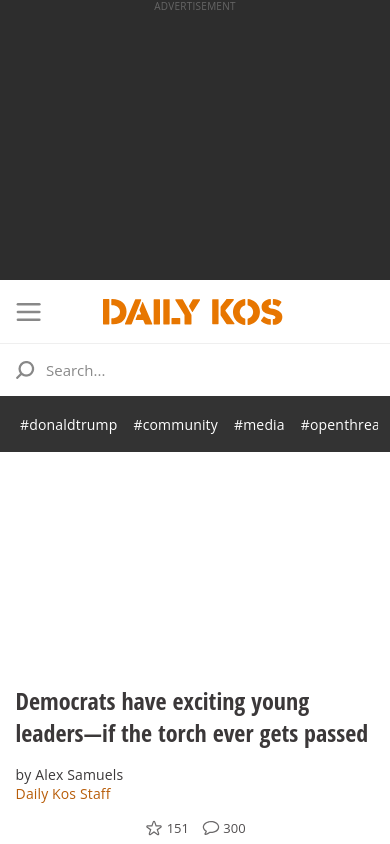 ADVERTISEMENT
DAILY KOS
Search...
#donaldtrump #community #media #openthrea
Democrats have exciting young
leaders—if the torch ever gets passed
by Alex Samuels
Daily Kos Staff
151 300